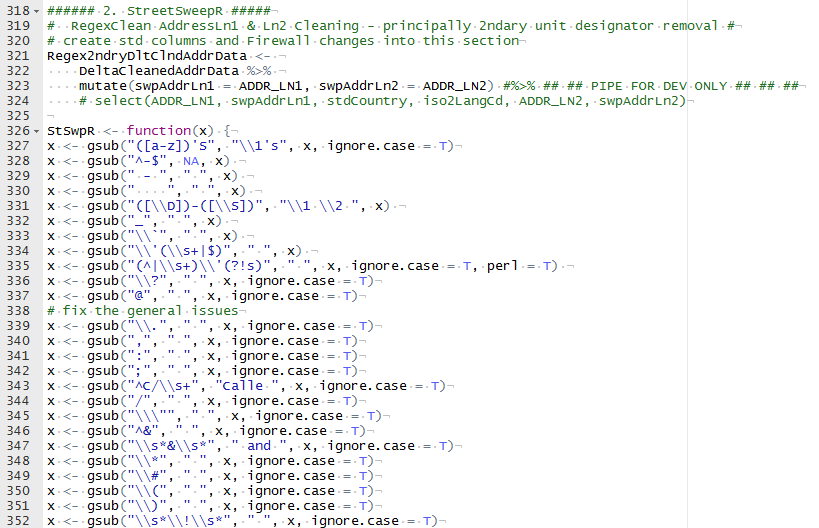 318 ###### 2. StreetSweepR #####
319 #  RegexClean AddressLn1 & Ln2 Cleaning - principally 2ndary unit designator removal #
320 # create std columns and Firewall changes into this section
321 Regex2ndryDltClndAddrData <-
322     DeltaCleanedAddrData %>%
323     mutate(swpAddrLn1 = ADDR_LN1, swpAddrLn2 = ADDR_LN2) #%>% ## ## PIPE FOR DEV ONLY ## ## ##
324     # select(ADDR_LN1, swpAddrLn1, stdCountry, iso2LangCd, ADDR_LN2, swpAddrLn2)
325
326 StSwpR <- function(x) {
327 x <- gsub("([a-z])'S", "\\1's", x, ignore.case = T)
328 x <- gsub("^-$", NA, x)
329 x <- gsub(" - ", " ", x)
330 x <- gsub("    ", " ", x)
331 x <- gsub("([\\D])-([\\S])", "\\1 \\2 ", x)
332 x <- gsub("_", " ", x)
333 x <- gsub("\\`", " ", x)
334 x <- gsub("\\'(\\s+|$)", " ", x)
335 x <- gsub("(^|\\s+)\\'(?!s)", " ", x, ignore.case = T, perl = T)
336 x <- gsub("\\?", " ", x, ignore.case = T)
337 x <- gsub("@", " ", x, ignore.case = T)
338 # fix the general issues
339 x <- gsub("\\.", " ", x, ignore.case = T)
340 x <- gsub(",", " ", x, ignore.case = T)
341 x <- gsub(":", " ", x, ignore.case = T)
342 x <- gsub(";", " ", x, ignore.case = T)
343 x <- gsub("^C/\\s+", "Calle ", x, ignore.case = T)
344 x <- gsub("/", " ", x, ignore.case = T)
345 x <- gsub("\\\"", " ", x, ignore.case = T)
346 x <- gsub("^&", " ", x, ignore.case = T)
347 x <- gsub("\\s*&\\s*", " and ", x, ignore.case = T)
348 x <- gsub("\\*", " ", x, ignore.case = T)
349 x <- gsub("\\#", " ", x, ignore.case = T)
350 x <- gsub("\\(", " ", x, ignore.case = T)
351 x <- gsub("\\)", " ", x, ignore.case = T)
352 x <- gsub("\\s*\\!\\s*", " ", x, ignore.case = T)